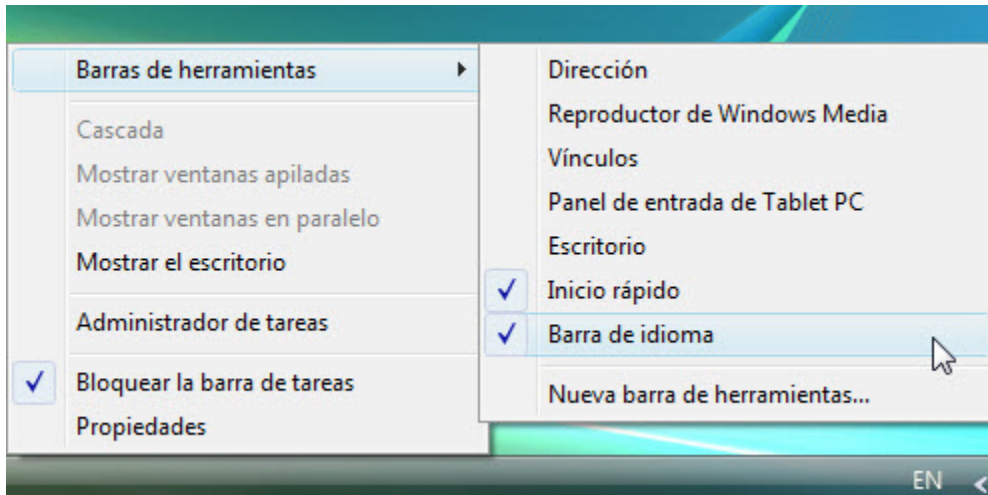 Barras de herramientas
Cascada
Mostrar ventanas apiladas
Mostrar ventanas en paralelo
Mostrar el escritorio
Administrador de tareas
Bloquear la barra de tareas
Propiedades
Dirección
Reproductor de Windows Media
Vínculos
Panel de entrada de Tablet PC
Escritorio
Inicio rápido
Barra de idioma
Nueva barra de herramientas...
EN